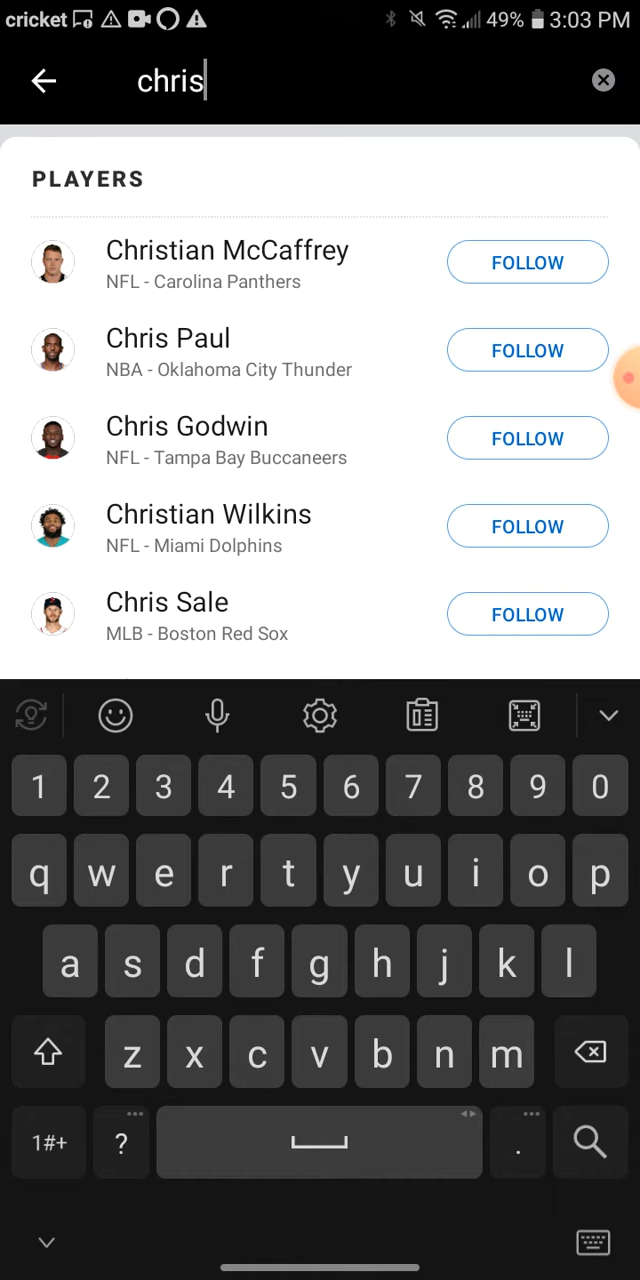 cricket 49% 3:03 PM
chris
PLAYERS
Christian McCaffrey
NFL - Carolina Panthers
FOLLOW
Chris Paul
NBA - Oklahoma City Thunder
FOLLOW
Chris Godwin
NFL - Tampa Bay Buccaneers
FOLLOW
Christian Wilkins
NFL - Miami Dolphins
FOLLOW
Chris Sale
MLB - Boston Red Sox
FOLLOW
1 2 3 4 5 6 7 8 9 0
q w e r t y u i o p
a s d f g h j k l
z x c v b n m
1#+ ? .